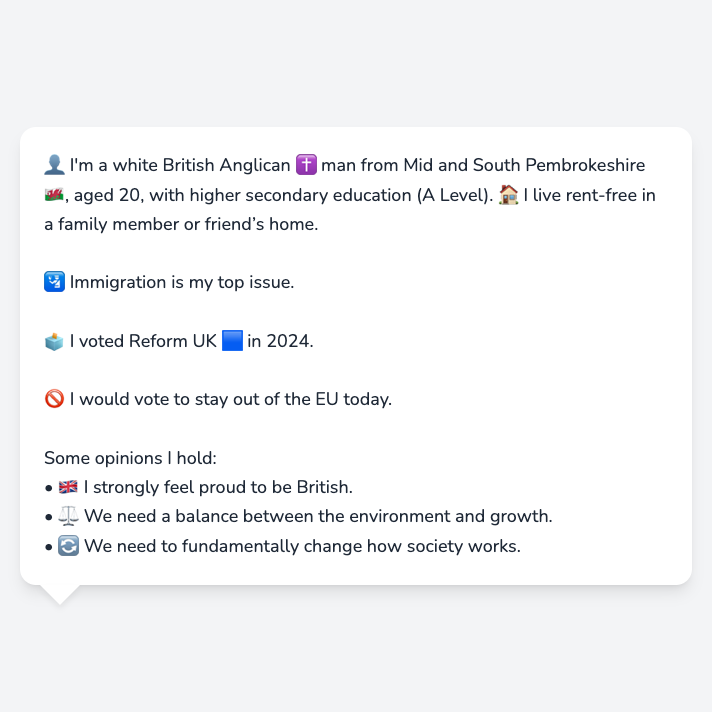 👤 I'm a white British Anglican ✝️ man from Mid and South Pembrokeshire
🏴󠁧󠁢󠁷󠁬󠁳󠁿, aged 20, with higher secondary education (A Level). 🏠 I live rent-free in
a family member or friend’s home.
🛂 Immigration is my top issue.
🗳️ I voted Reform UK 🟦 in 2024.
🚫 I would vote to stay out of the EU today.
Some opinions I hold:
• 🇬🇧 I strongly feel proud to be British.
• ⚖️ We need a balance between the environment and growth.
• 🔄 We need to fundamentally change how society works.